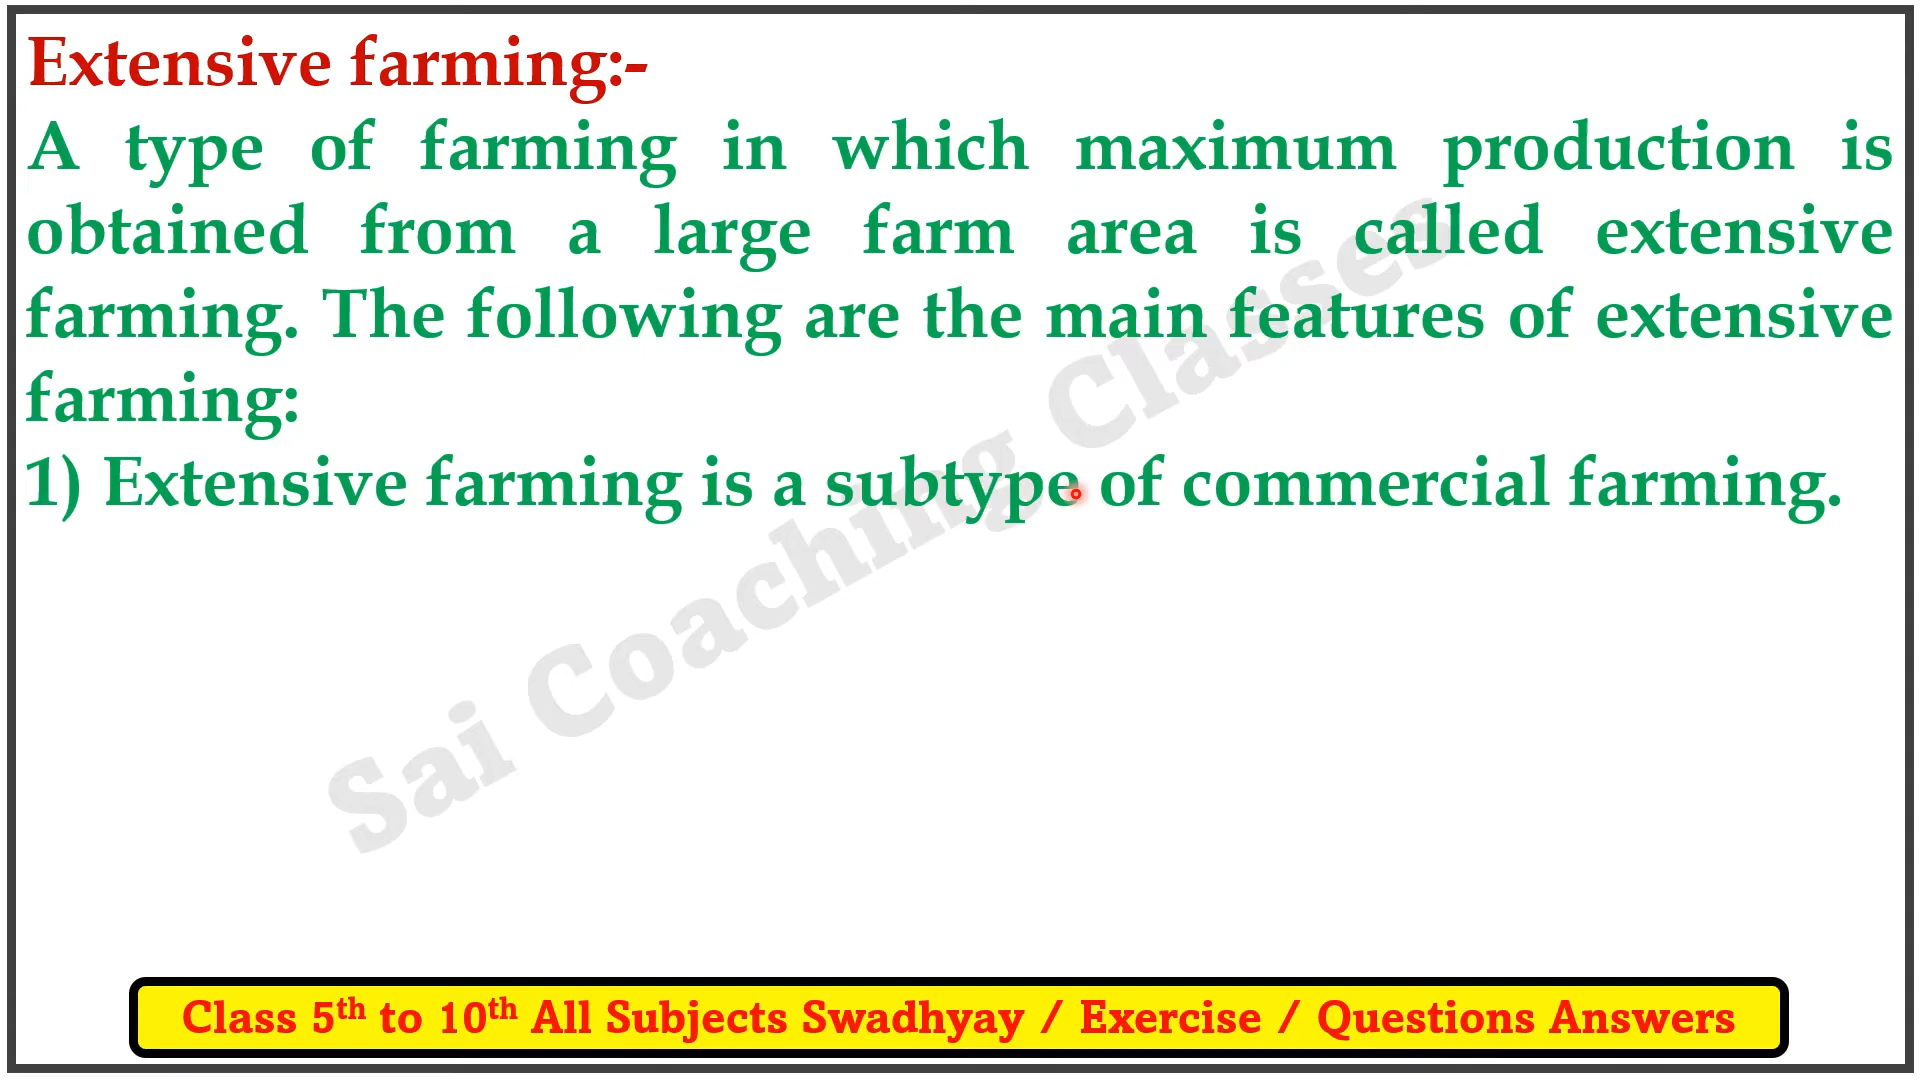 Extensive farming:-
A type of farming in which maximum production is
obtained from a large farm area is called extensive
farming. The following are the main features of extensive
farming:
1) Extensive farming is a subtype of commercial farming.
Sai Coaching Classes
Class 5th to 10th All Subjects Swadhyay / Exercise / Questions Answers